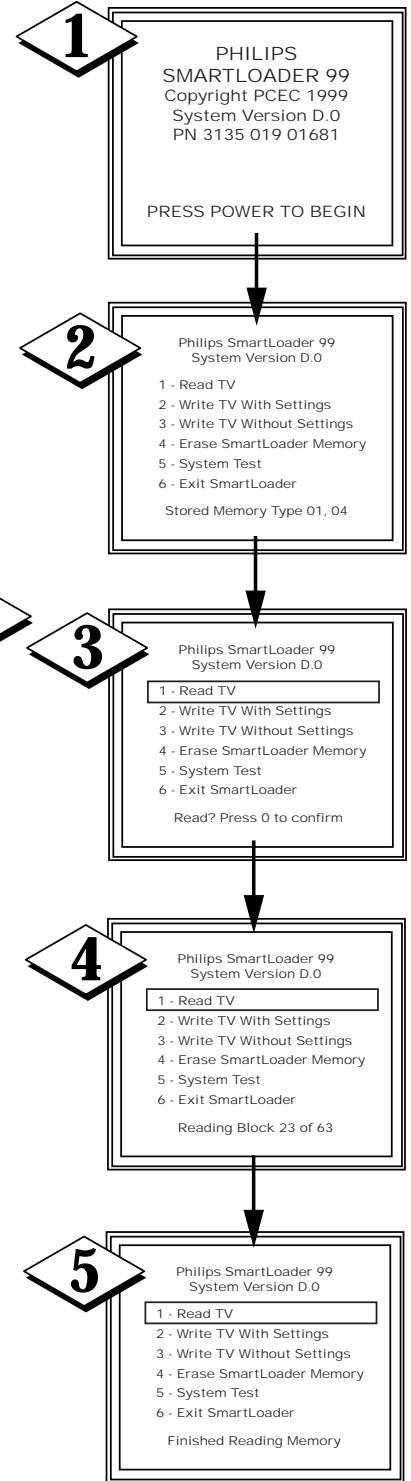 1
PHILIPS
SMARTLOADER 99
Copyright PCEC 1999
System Version D.0
PN 3135 019 01681
PRESS POWER TO BEGIN
2
Philips SmartLoader 99
System Version D.0
1 - Read TV
2 - Write TV With Settings
3 - Write TV Without Settings
4 - Erase SmartLoader Memory
5 - System Test
6 - Exit SmartLoader
Stored Memory Type 01, 04
3
Philips SmartLoader 99
System Version D.0
1 - Read TV
2 - Write TV With Settings
3 - Write TV Without Settings
4 - Erase SmartLoader Memory
5 - System Test
6 - Exit SmartLoader
Read? Press 0 to confirm
4
Philips SmartLoader 99
System Version D.0
1 - Read TV
2 - Write TV With Settings
3 - Write TV Without Settings
4 - Erase SmartLoader Memory
5 - System Test
6 - Exit SmartLoader
Reading Block 23 of 63
5
Philips SmartLoader 99
System Version D.0
1 - Read TV
2 - Write TV With Settings
3 - Write TV Without Settings
4 - Erase SmartLoader Memory
5 - System Test
6 - Exit SmartLoader
Finished Reading Memory